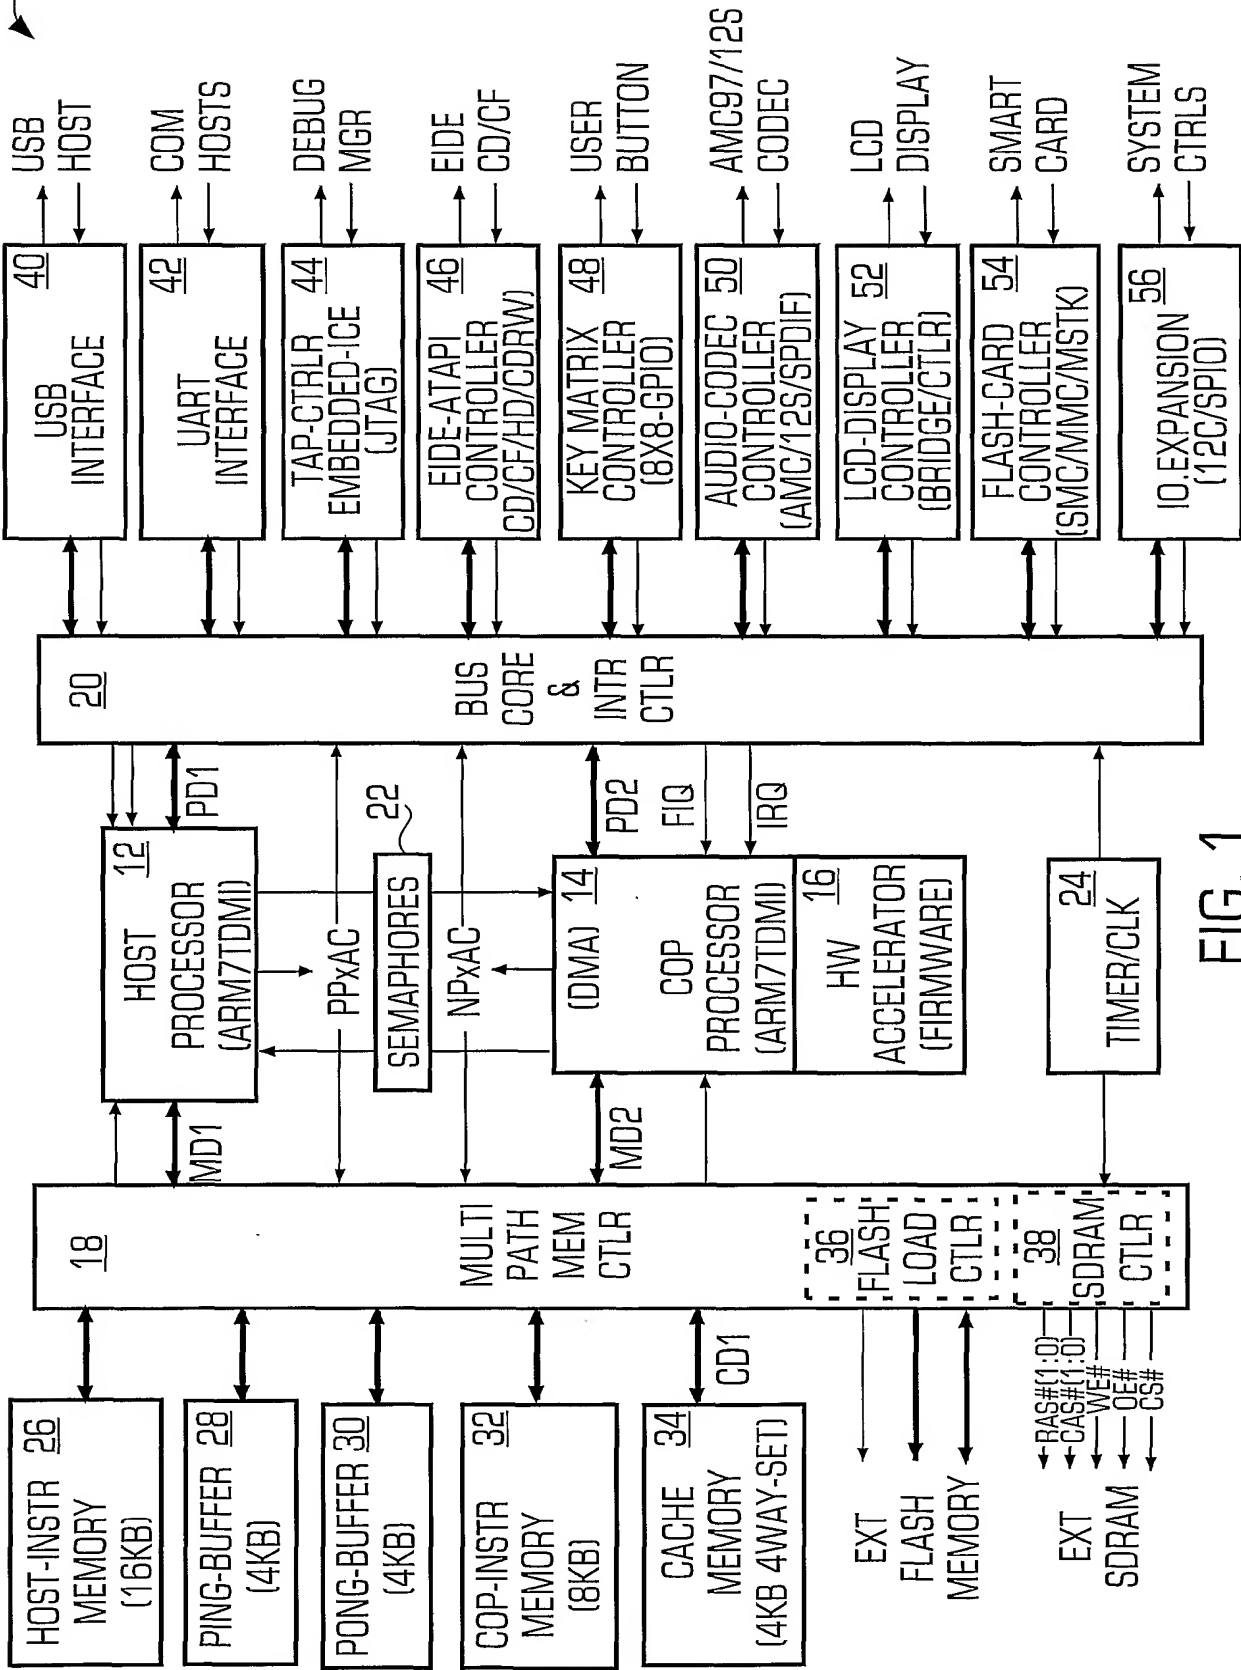 USB
HOST
COM
HOSTS
DEBUG
MGR
EIDE
CD/CF
USER
BUTTON
AMC97/12S
CODEC
LCD
DISPLAY
SMART
CARD
SYSTEM
CTRLS
40
USB
INTERFACE
42
UART
INTERFACE
44
TAP-CTRLR
EMBEDDED-ICE
(JTAG)
46
EIDE-ATAPI
CONTROLLER
CD/CF/HD/CDRW)
48
KEY MATRIX
CONTROLLER
(8X8-GPIO)
50
AUDIO-CODEC
CONTROLLER
(AMC/12S/SPDIF)
52
LCD-DISPLAY
CONTROLLER
(BRIDGE/CTLR)
54
FLASH-CARD
CONTROLLER
(SMC/MMC/MSTK)
56
IO.EXPANSION
(12C/SPIO)
20
BUS
CORE
&
INTR
CTLR
PD1
PD2
FIQ
IRQ
12
HOST
PROCESSOR
(ARM7TDMI)
PPxAC
22
SEMAPHORES
NPxAC
14
(DMA)
COP
PROCESSOR
(ARM7TDMI)
16
HW
ACCELERATOR
(FIRMWARE)
24
TIMER/CLK
MD1
MD2
18
MULTI
PATH
MEM
CTLR
36
FLASH
LOAD
CTLR
38
SDRAM
CTLR
CD1
RAS#(1:0)
CAS#(1:0)
WE#
OE#
CS#
HOST-INSTR 26
MEMORY
(16KB)
PING-BUFFER 28
(4KB)
PONG-BUFFER 30
(4KB)
32
COP-INSTR
MEMORY
(8KB)
34
CACHE
MEMORY
(4KB 4WAY-SET)
EXT
FLASH
MEMORY
EXT
SDRAM
FIG. 1